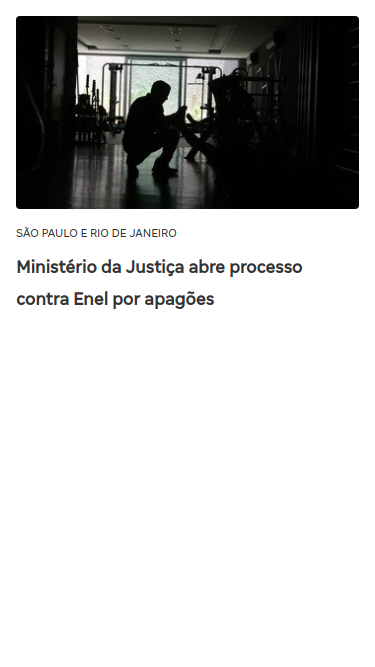 SÃO PAULO E RIO DE JANEIRO
Ministério da Justiça abre processo
contra Enel por apagões